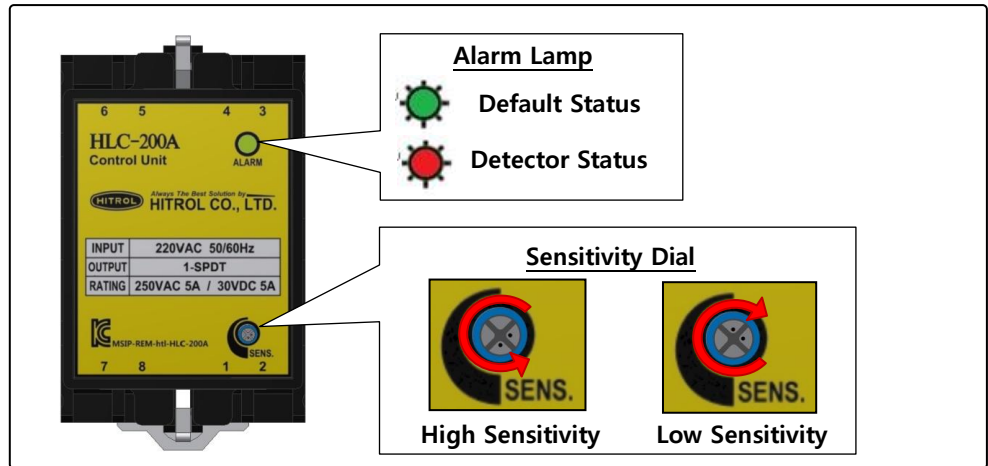 Alarm Lamp
Default Status
Detector Status
6 5 4 3
HLC-200A
Control Unit
ALARM
HITROL
Always The Best Solution by
HITROL CO., LTD.
INPUT 220VAC 50/60Hz
OUTPUT 1-SPDT
RATING 250VAC 5A / 30VDC 5A
MSIP-REM-htl-HLC-200A
SENS.
7 8 1 2
Sensitivity Dial
SENS.
SENS.
High Sensitivity
Low Sensitivity